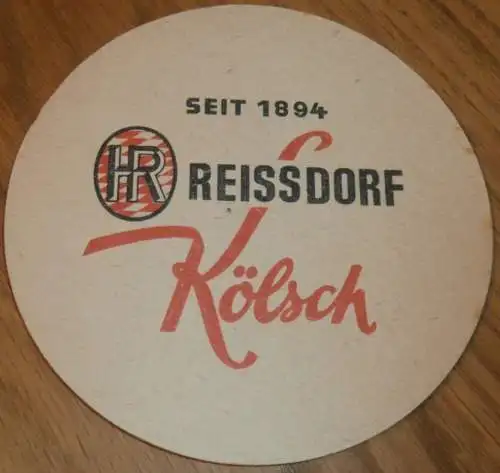 SEIT 1894
HR REISSDORF
Kölsch